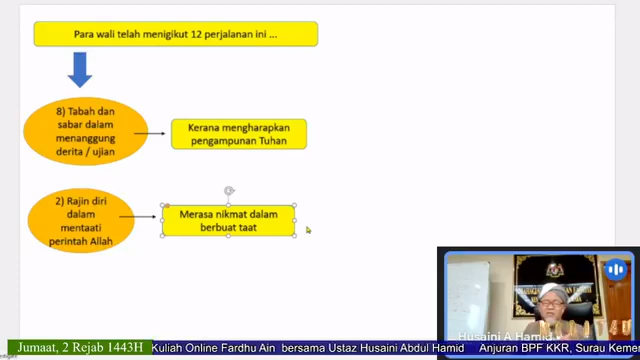 Para wali telah menigikut 12 perjalanan ini ...
8) Tabah dan
sabar dalam
menanggung
derita / ujian
Kerana mengharapkan
pengampunan Tuhan
2) Rajin diri
dalam
mentaati
perintah Allah
Merasa nikmat dalam
berbuat taat
Husaini A Hamid
Jumaat, 2 Rejab 1443H
Kuliah Online Fardhu Ain bersama Ustaz Husaini Abdul Hamid Anjuran BPF KKR, Surau Kemen